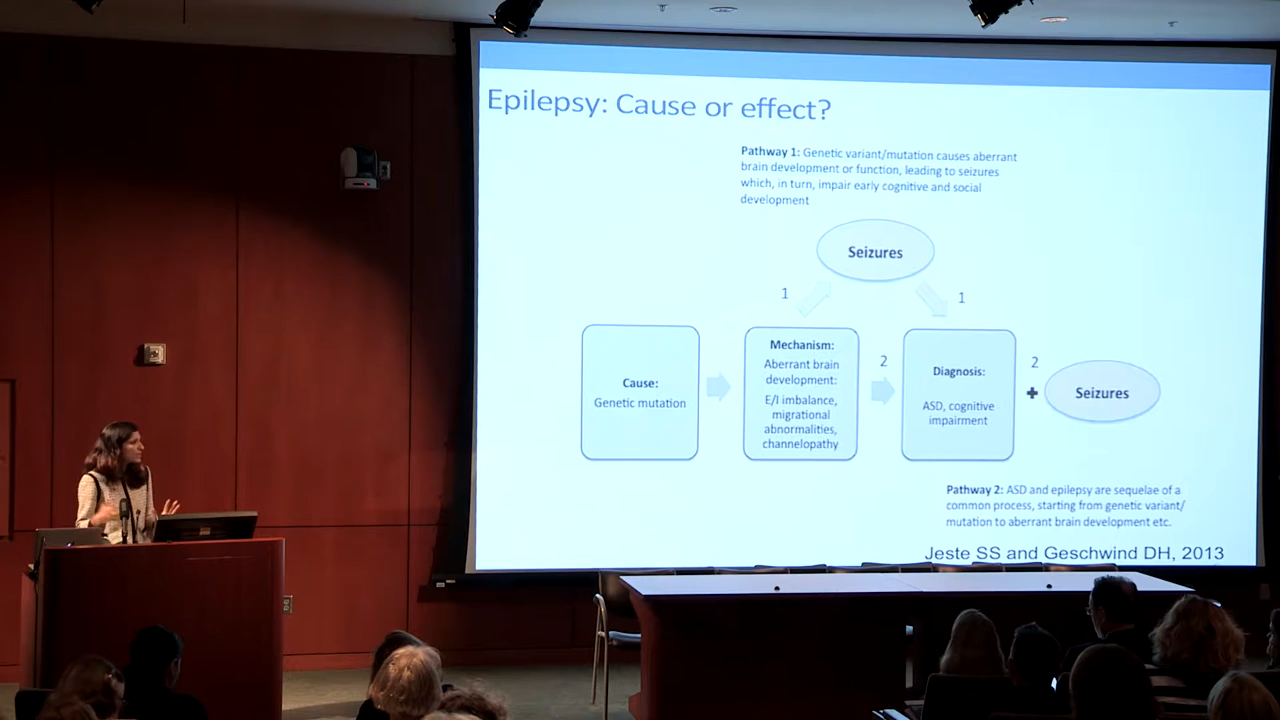 Epilepsy: Cause or effect?
Pathway 1: Genetic variant/mutation causes aberrant
brain development or function, leading to seizures
which, in turn, impair early cognitive and social
development
Seizures
1
1
Cause:
Genetic mutation
Mechanism:
Aberrant brain
development:
E/I imbalance,
migrational
abnormalities,
channelopathy
2
Diagnosis:
ASD, cognitive
impairment
2
+
Seizures
Pathway 2: ASD and epilepsy are sequelae of a
common process, starting from genetic variant/
mutation to aberrant brain development etc.
Jeste SS and Geschwind DH, 2013